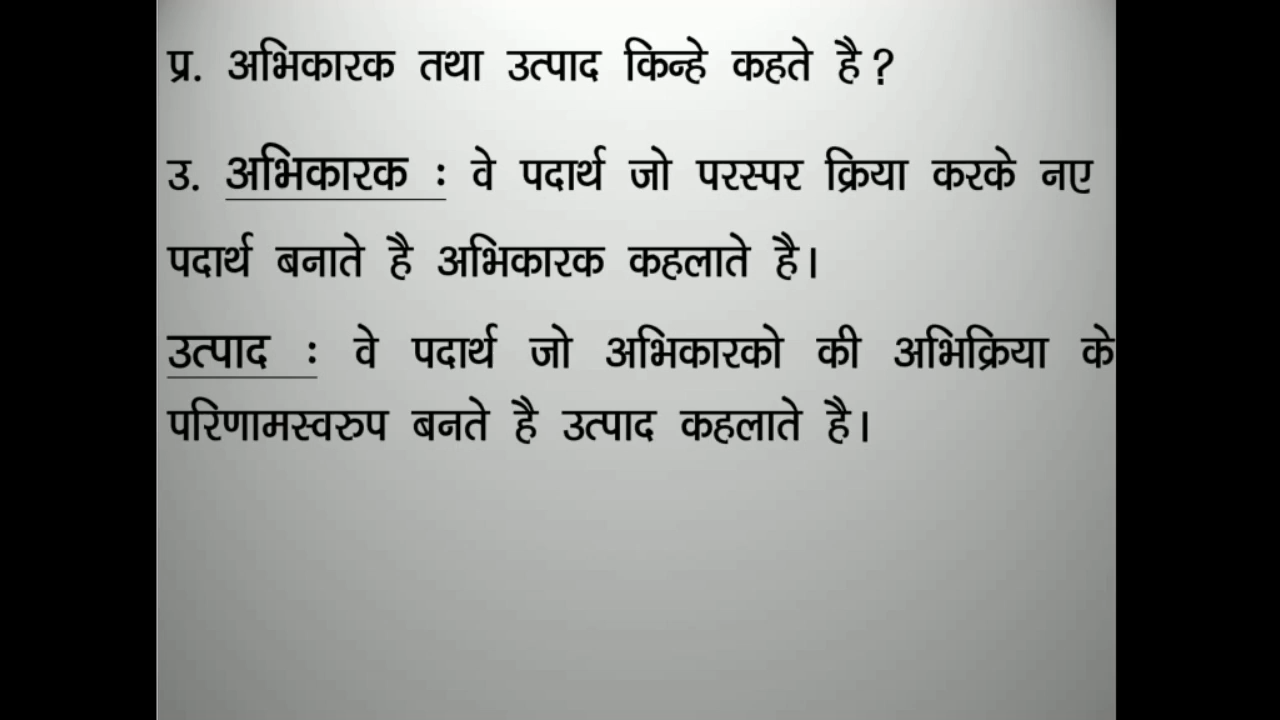 प्र. अभिकारक तथा उत्पाद किन्हे कहते है ?
उ. अभिकारक : वे पदार्थ जो परस्पर क्रिया करके नए
पदार्थ बनाते है अभिकारक कहलाते है।
उत्पाद : वे पदार्थ जो अभिकारको की अभिक्रिया के
परिणामस्वरुप बनते है उत्पाद कहलाते है।